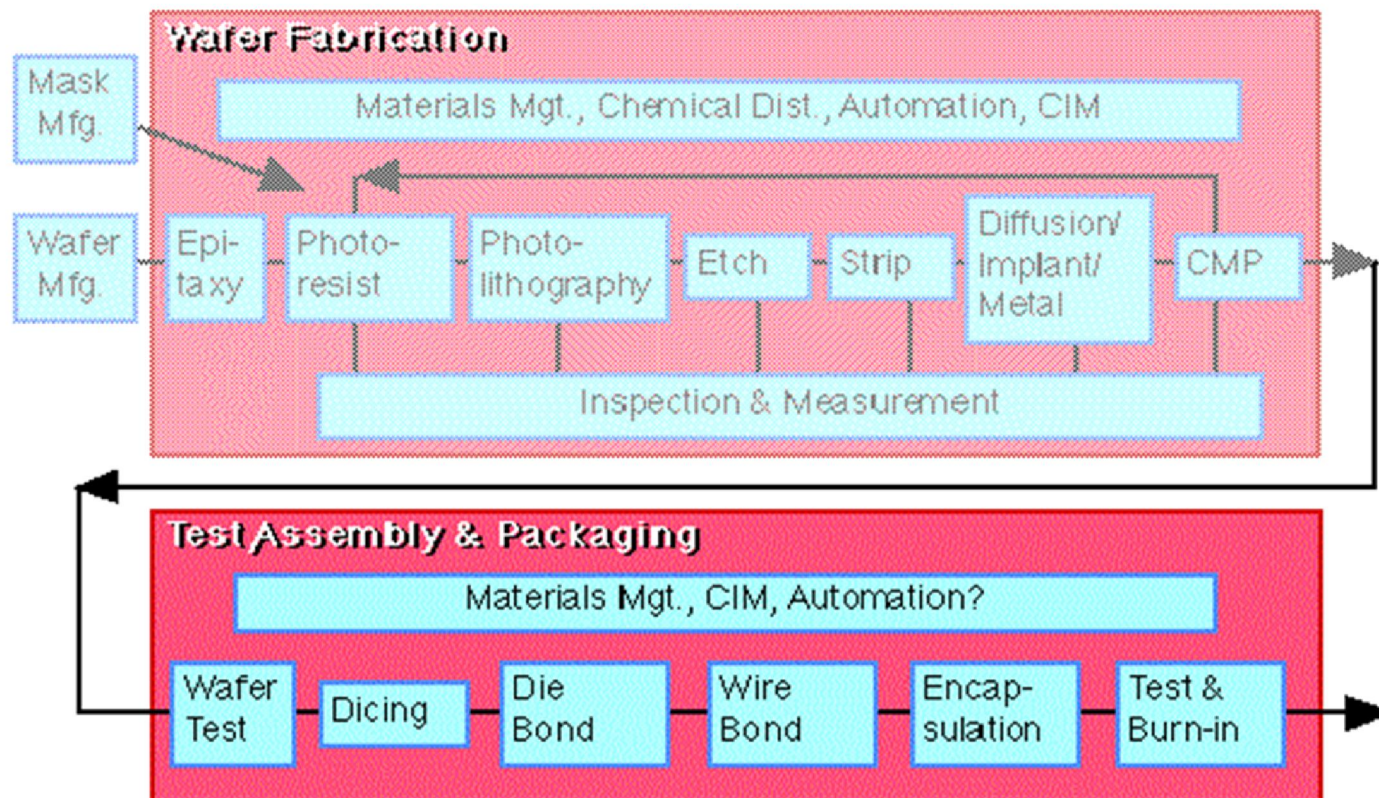 Wafer Fabrication
Mask
Mfg.
Materials Mgt., Chemical Dist., Automation, CIM
Wafer
Mfg.
Epi-
taxy
Photo-
resist
Photo-
lithography
Etch
Strip
Diffusion/
Implant/
Metal
CMP
Inspection & Measurement
Test,Assembly & Packaging
Materials Mgt., CIM, Automation?
Wafer
Test
Dicing
Die
Bond
Wire
Bond
Encap-
sulation
Test &
Burn-in